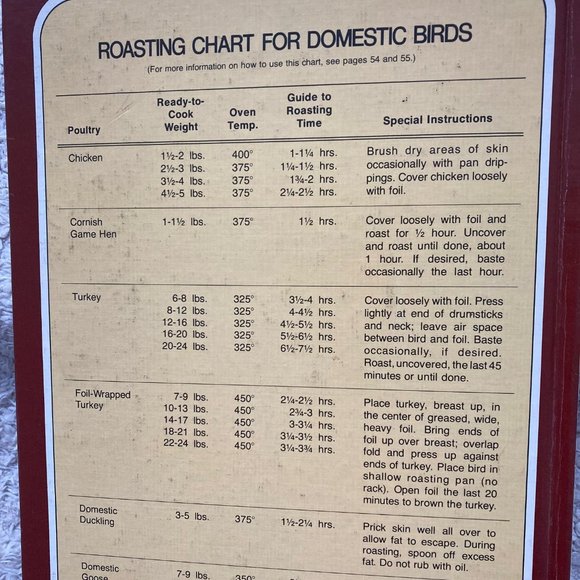 ROASTING CHART FOR DOMESTIC BIRDS
(For more information on how to use this chart, see pages 54 and 55.)
Poultry
Ready-to-
Cook
Weight
Oven
Temp.
Guide to
Roasting
Time
Special Instructions
Chicken
1½-2 lbs. 400° 1-1¼ hrs.
2½-3 lbs. 375° 1¼-1½ hrs.
3½-4 lbs. 375° 1¾-2 hrs.
4½-5 lbs. 375° 2¼-2½ hrs.
Brush dry areas of skin
occasionally with pan drip-
pings. Cover chicken loosely
with foil.
Cornish
Game Hen
1-1½ lbs. 375° 1½ hrs.
Cover loosely with foil and
roast for ½ hour. Uncover
and roast until done, about
1 hour. If desired, baste
occasionally the last hour.
Turkey
6-8 lbs. 325° 3½-4 hrs.
8-12 lbs. 325° 4-4½ hrs.
12-16 lbs. 325° 4½-5½ hrs.
16-20 lbs. 325° 5½-6½ hrs.
20-24 lbs. 325° 6½-7½ hrs.
Cover loosely with foil. Press
lightly at end of drumsticks
and neck; leave air space
between bird and foil. Baste
occasionally, if desired.
Roast, uncovered, the last 45
minutes or until done.
Foil-Wrapped
Turkey
7-9 lbs. 450° 2¼-2½ hrs.
10-13 lbs. 450° 2¾-3 hrs.
14-17 lbs. 450° 3-3¼ hrs.
18-21 lbs. 450° 3¼-3½ hrs.
22-24 lbs. 450° 3¼-3¾ hrs.
Place turkey, breast up, in
the center of greased, wide,
heavy foil. Bring ends of
foil up over breast; overlap
fold and press up against
ends of turkey. Place bird in
shallow roasting pan (no
rack). Open foil the last 20
minutes to brown the turkey.
Domestic
Duckling
3-5 lbs. 375° 1½-2¼ hrs.
Prick skin well all over to
allow fat to escape. During
roasting, spoon off excess
fat. Do not rub with oil.
Domestic
Goose
7-9 lbs. 350°